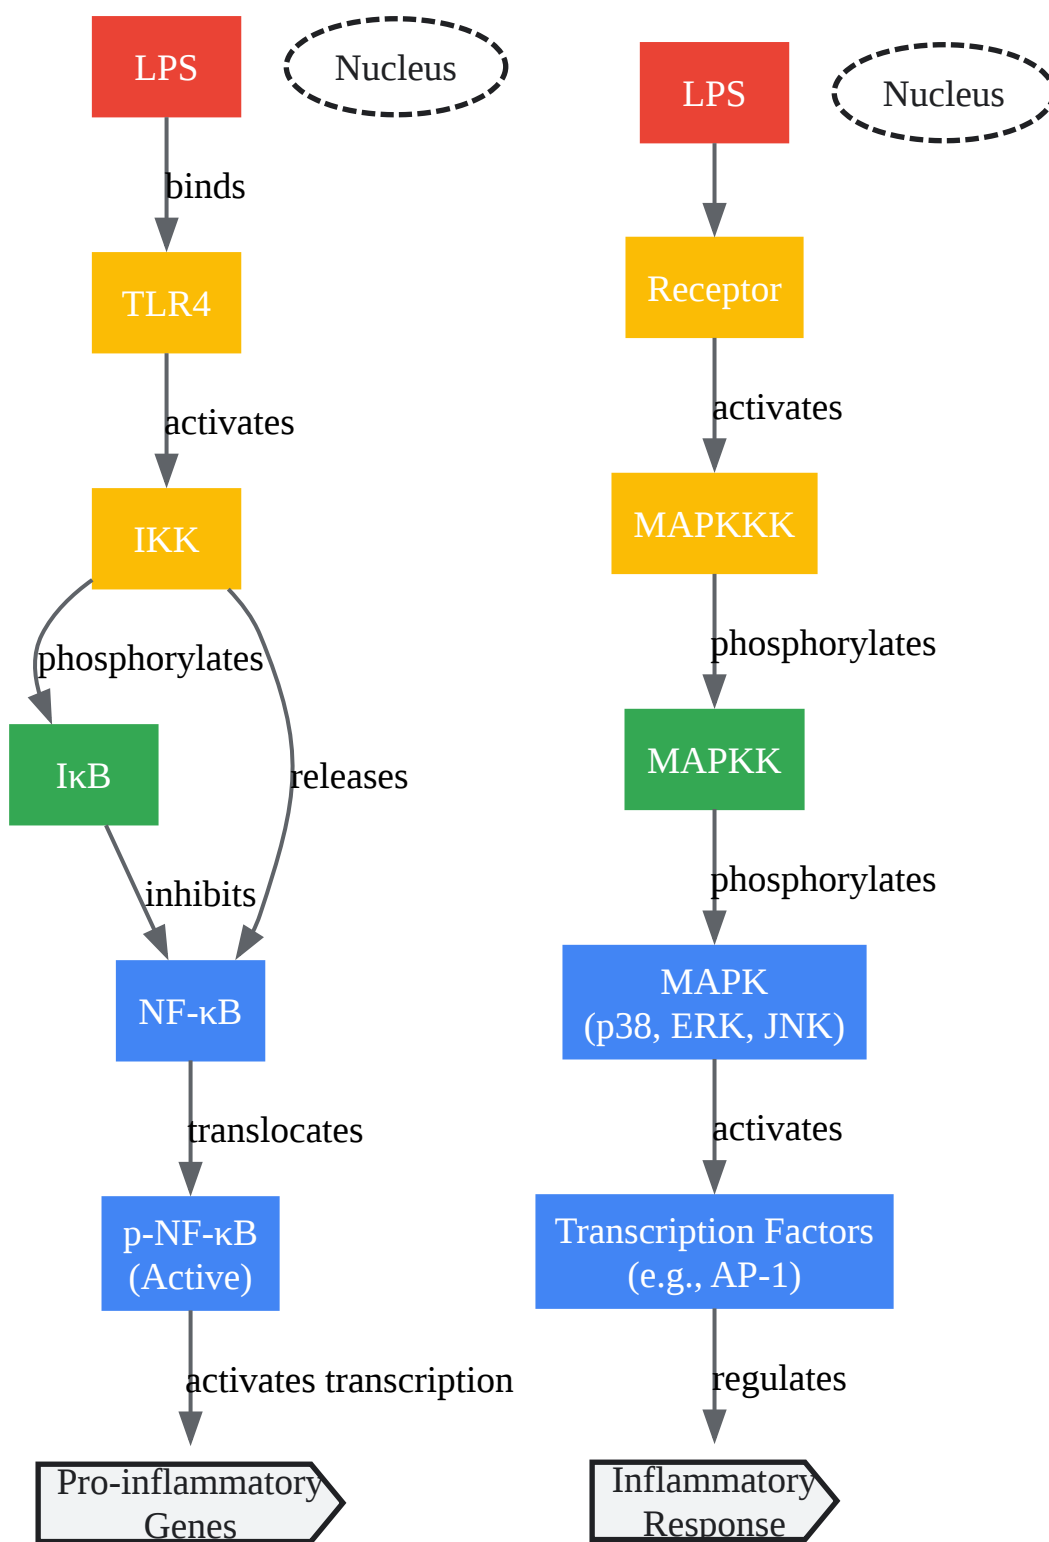 LPS
Nucleus
binds
TLR4
activates
IKK
phosphorylates
IκB
releases
inhibits
NF-κB
translocates
p-NF-κB
(Active)
activates transcription
Pro-inflammatory
Genes
LPS
Nucleus
Receptor
activates
MAPKKK
phosphorylates
MAPKK
phosphorylates
MAPK
(p38, ERK, JNK)
activates
Transcription Factors
(e.g., AP-1)
regulates
Inflammatory
Response